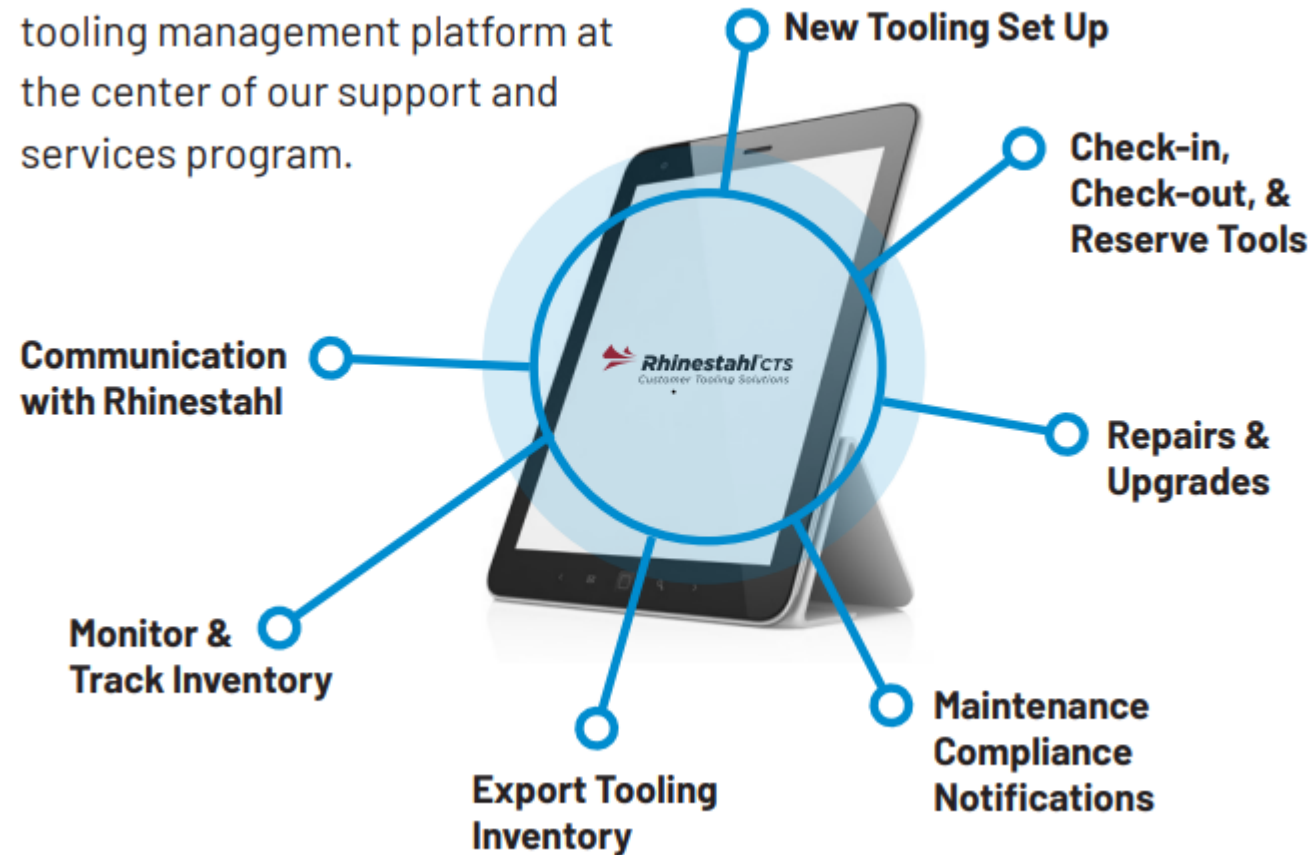 tooling management platform at
the center of our support and
services program.
New Tooling Set Up
Check-in,
Check-out, &
Reserve Tools
Communication
with Rhinestahl
Rhinestahl CTS
Customer Tooling Solutions
Repairs &
Upgrades
Monitor &
Track Inventory
Maintenance
Compliance
Notifications
Export Tooling
Inventory